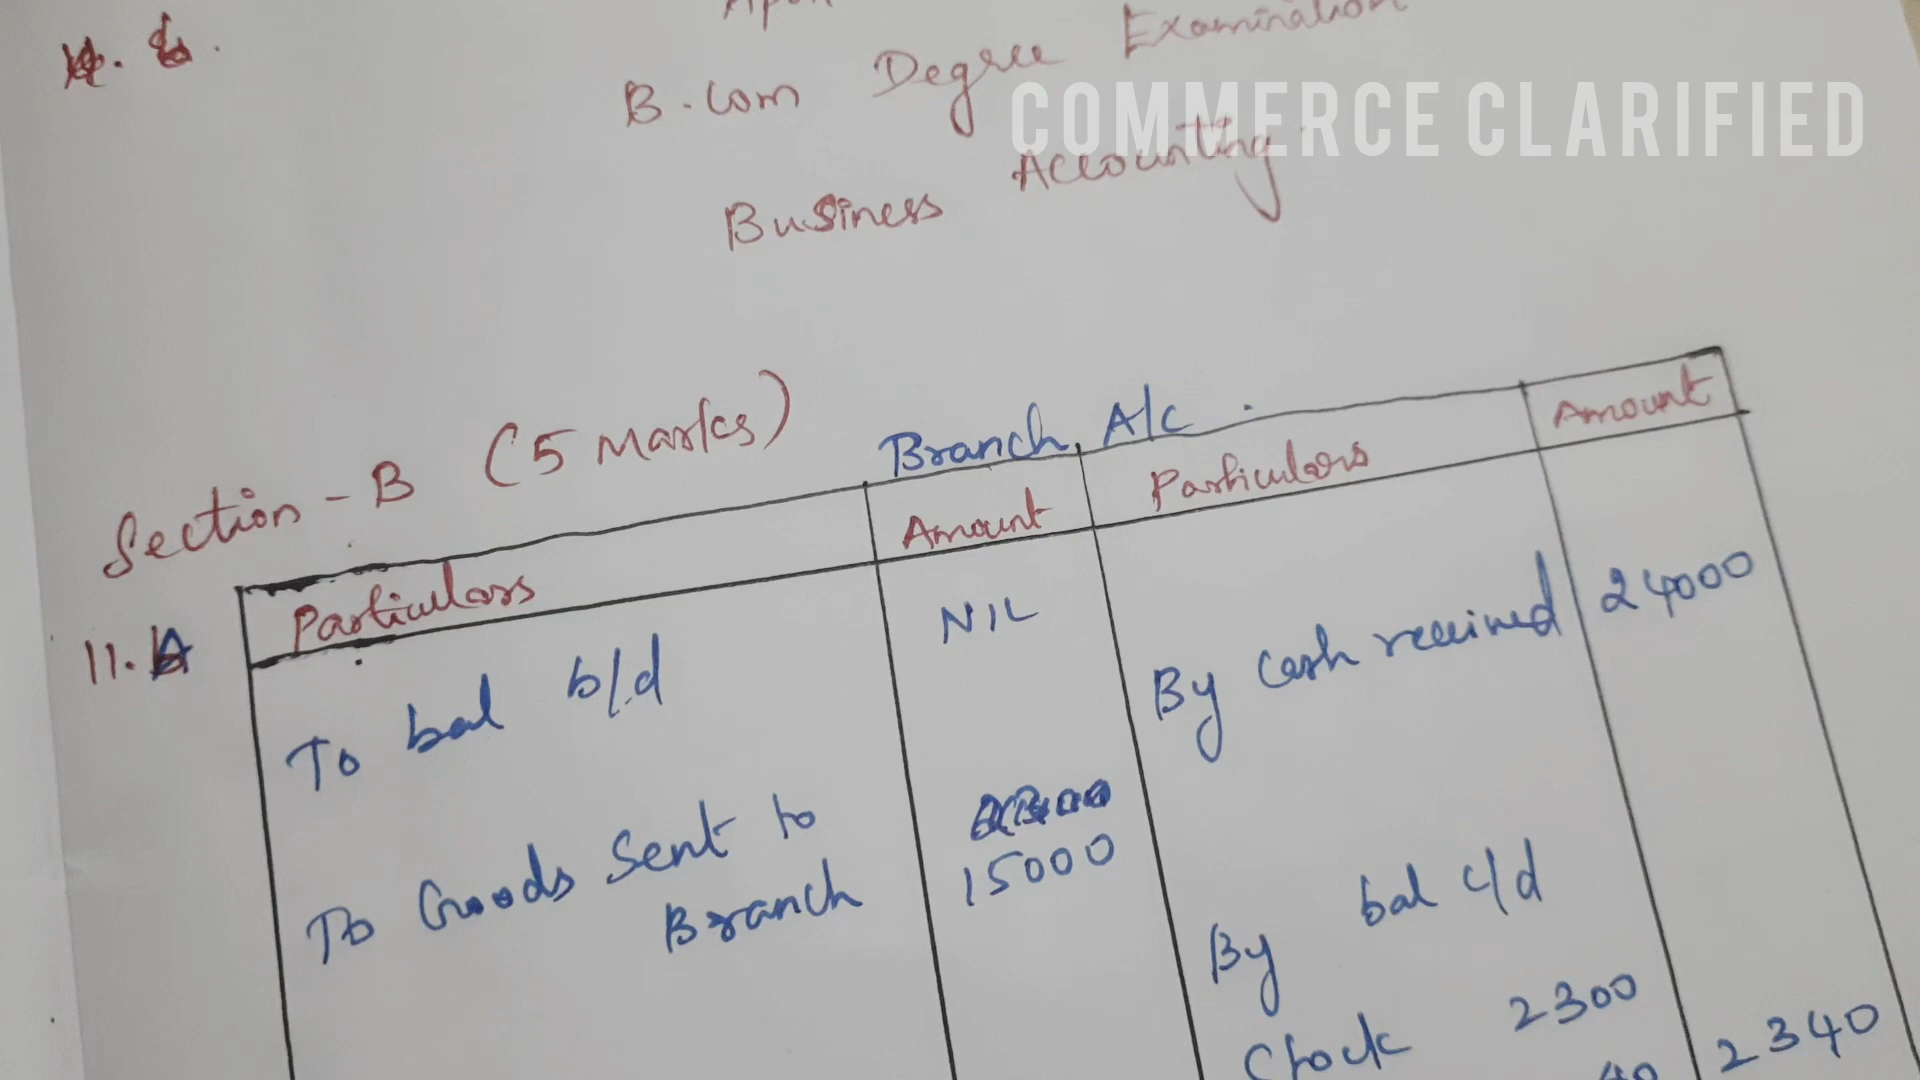 B.Com Degree Examination
COMMERCE CLARIFIED
Business Accounting
Section - B (5 Marks)
Branch A/c.
Particulars Amount Particulars Amount
11.
To bal b/d NIL By Cash received 24000
To Goods Sent to Branch 15000
By bal c/d
Stock 2300
40 2340